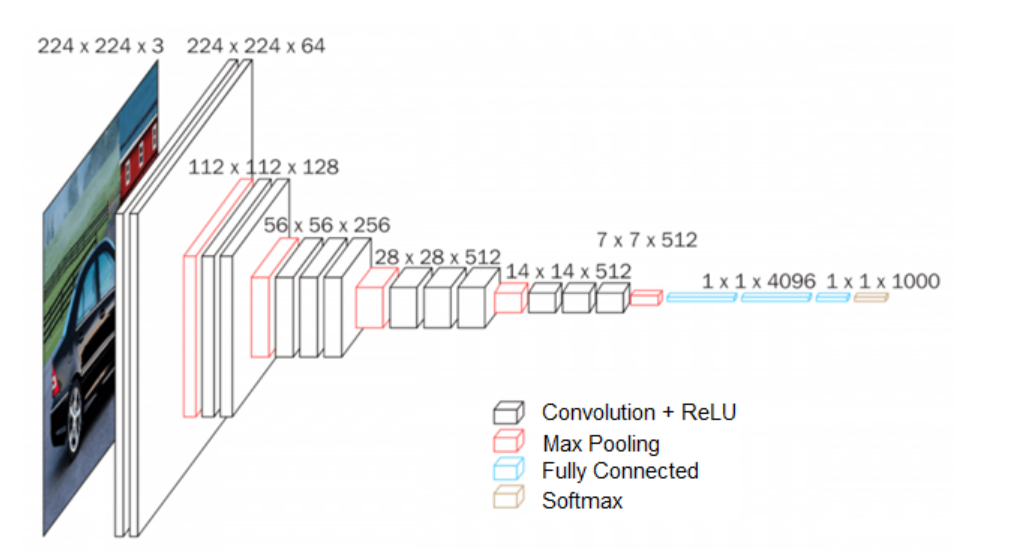 224 x 224 x 3
224 x 224 x 64
112 x 112 x 128
56 x 56 x 256
28 x 28 x 512
14 x 14 x 512
7 x 7 x 512
1 x 1 x 4096
1 x 1 x 1000
Convolution + ReLU
Max Pooling
Fully Connected
Softmax